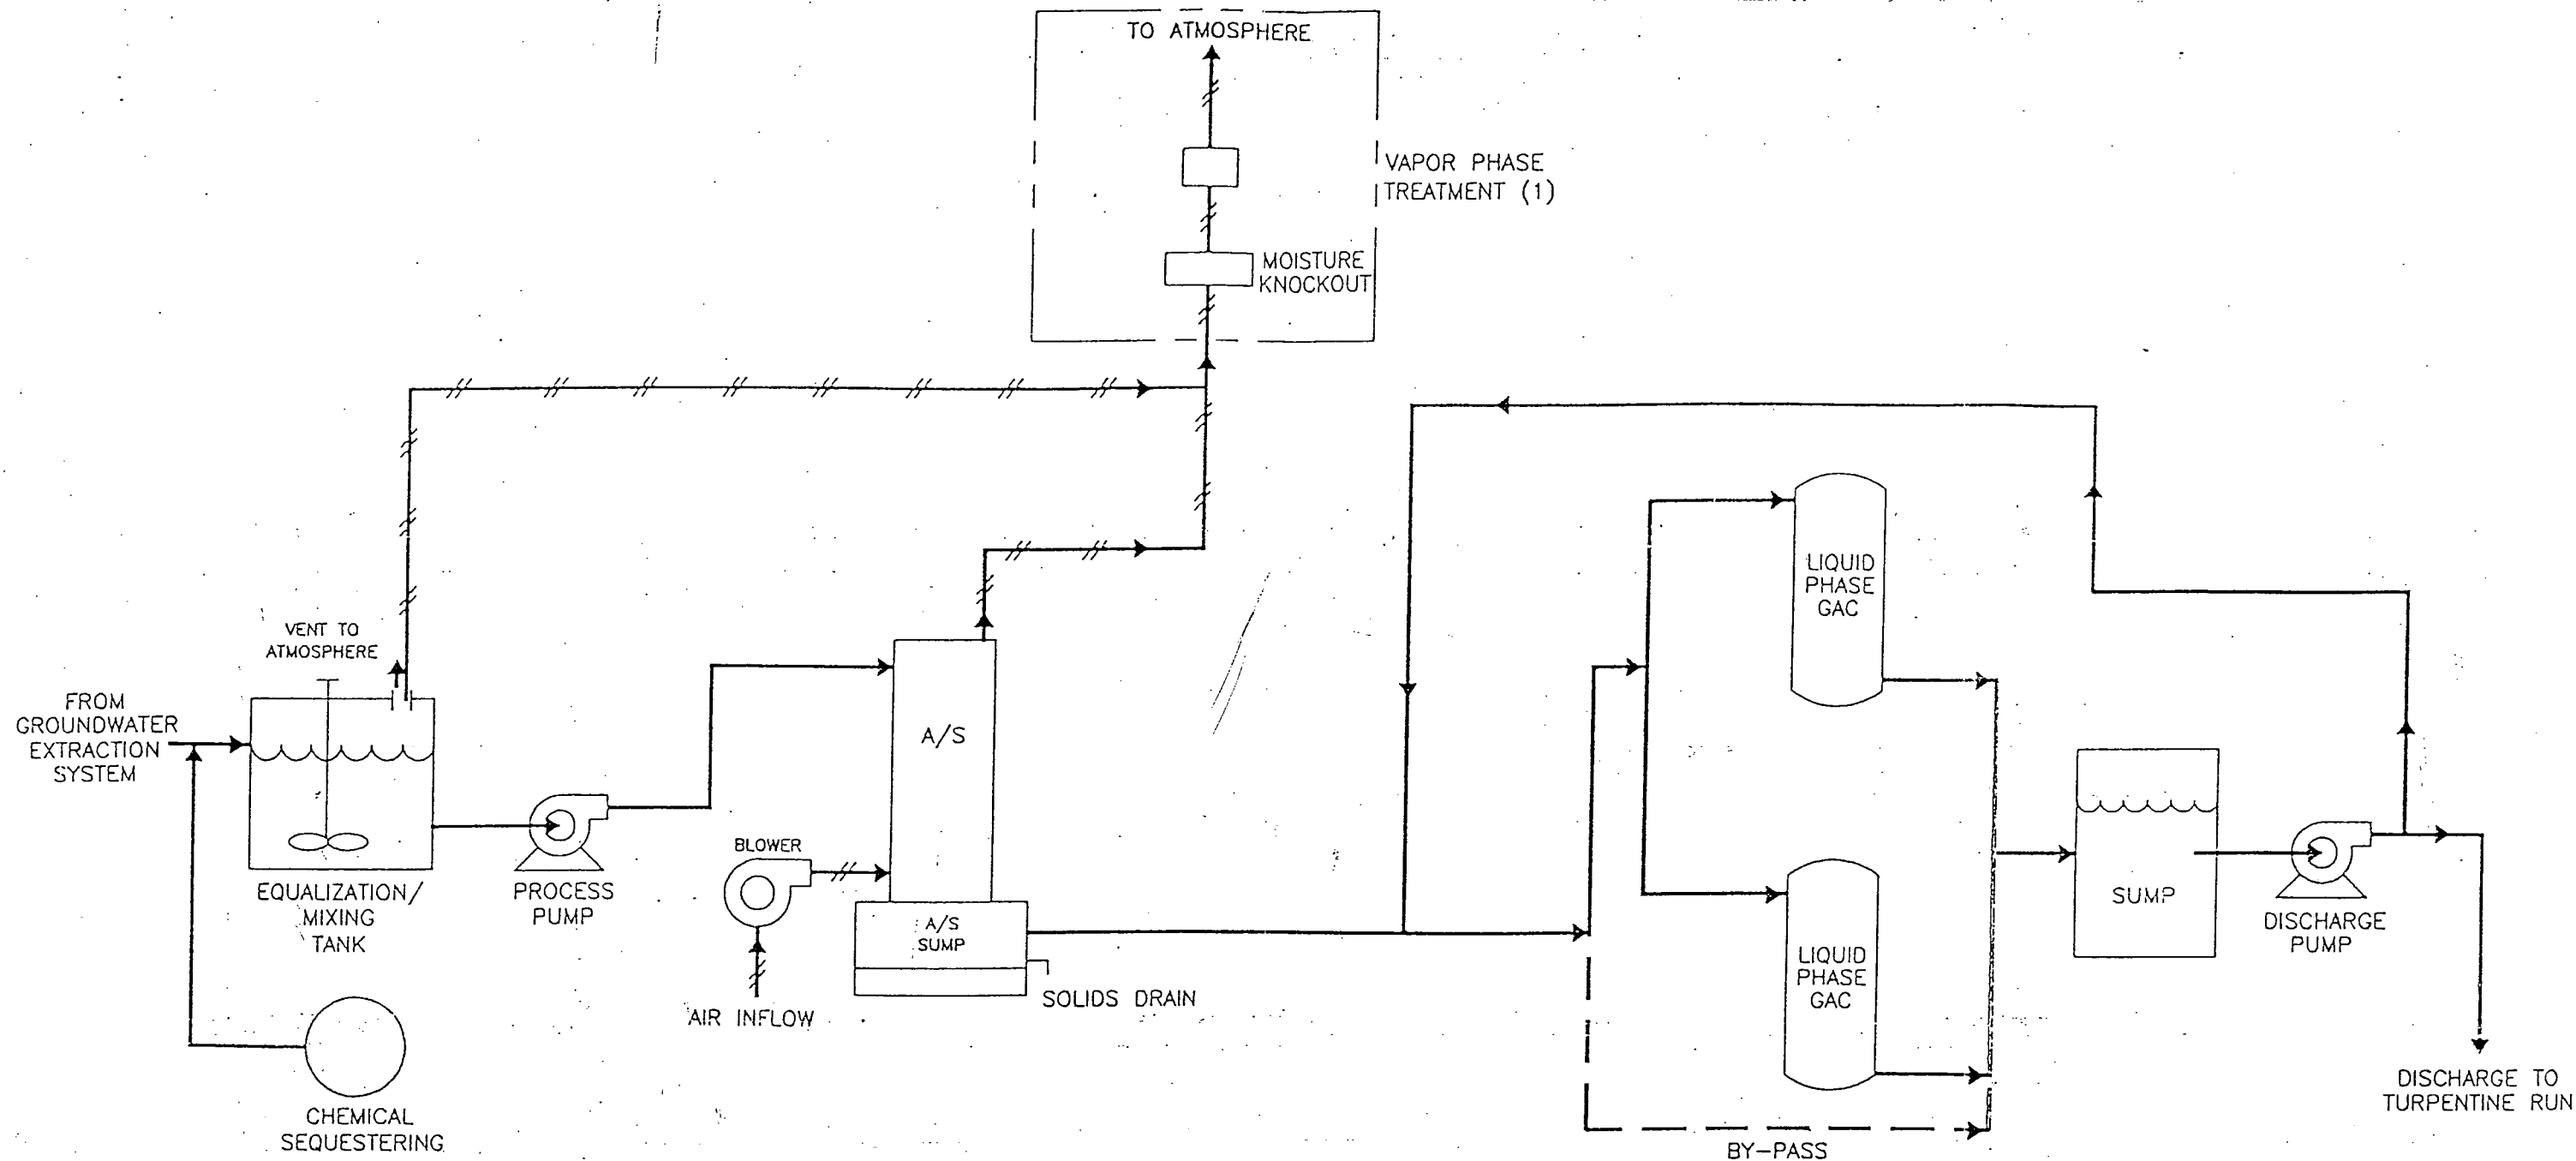 TO ATMOSPHERE
VAPOR PHASE
TREATMENT (1)
MOISTURE
KNOCKOUT
VENT TO
ATMOSPHERE
FROM
GROUNDWATER
EXTRACTION
SYSTEM
EQUALIZATION/
MIXING
TANK
PROCESS
PUMP
CHEMICAL
SEQUESTERING
BLOWER
AIR INFLOW
A/S
A/S
SUMP
SOLIDS DRAIN
LIQUID
PHASE
GAC
LIQUID
PHASE
GAC
BY-PASS
SUMP
DISCHARGE
PUMP
DISCHARGE TO
TURPENTINE RUN